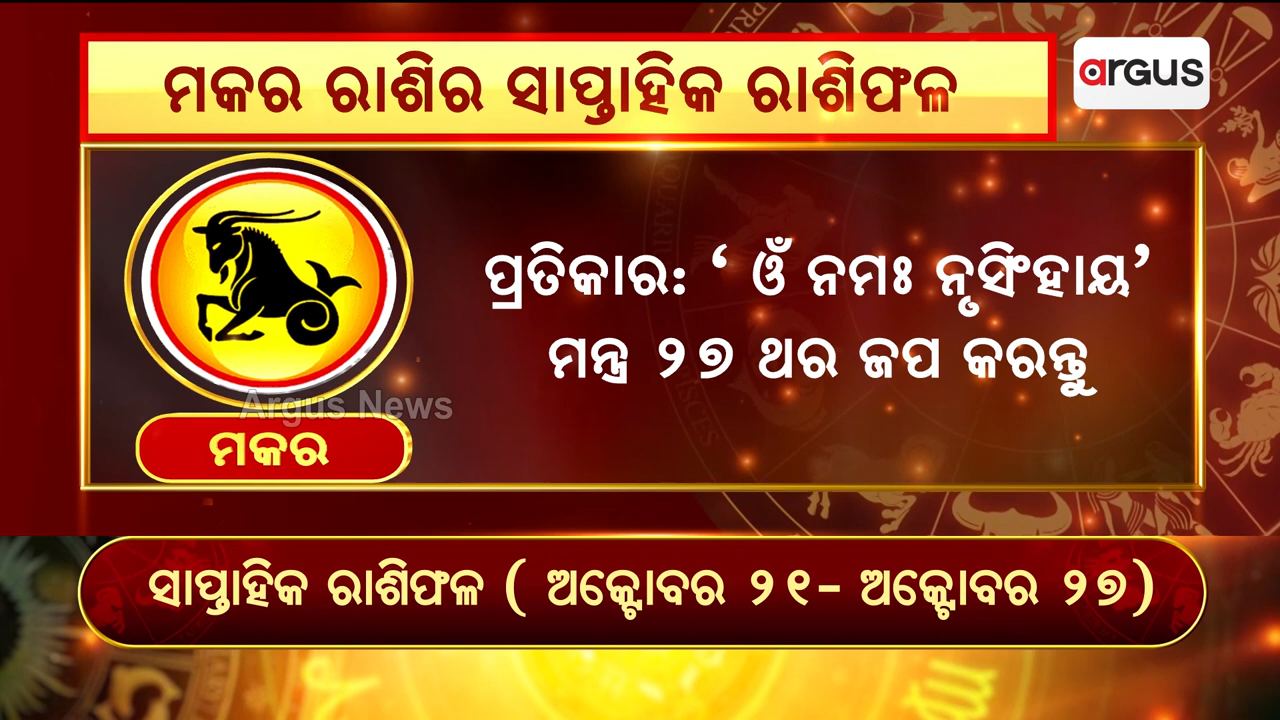 ମକର ରାଶିର ସାପ୍ତାହିକ ରାଶିଫଳ
argus
ପ୍ରତିକାର: ‘ ଓଁ ନମଃ ନୃସିଂହାୟ’
ମନ୍ତ୍ର ୨୭ ଥର ଜପ କରନ୍ତୁ
Argus News
ମକର
ସାପ୍ତାହିକ ରାଶିଫଳ ( ଅକ୍ଟୋବର ୨୧- ଅକ୍ଟୋବର ୨୭)